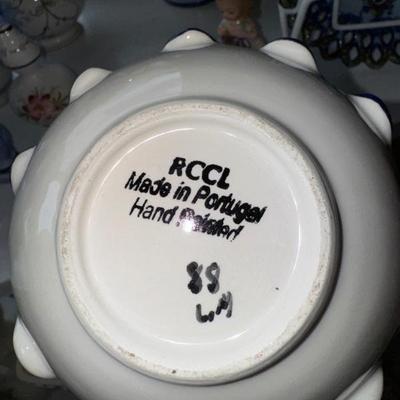 RCCL
Made in Portugal
Hand Painted
88
L.M